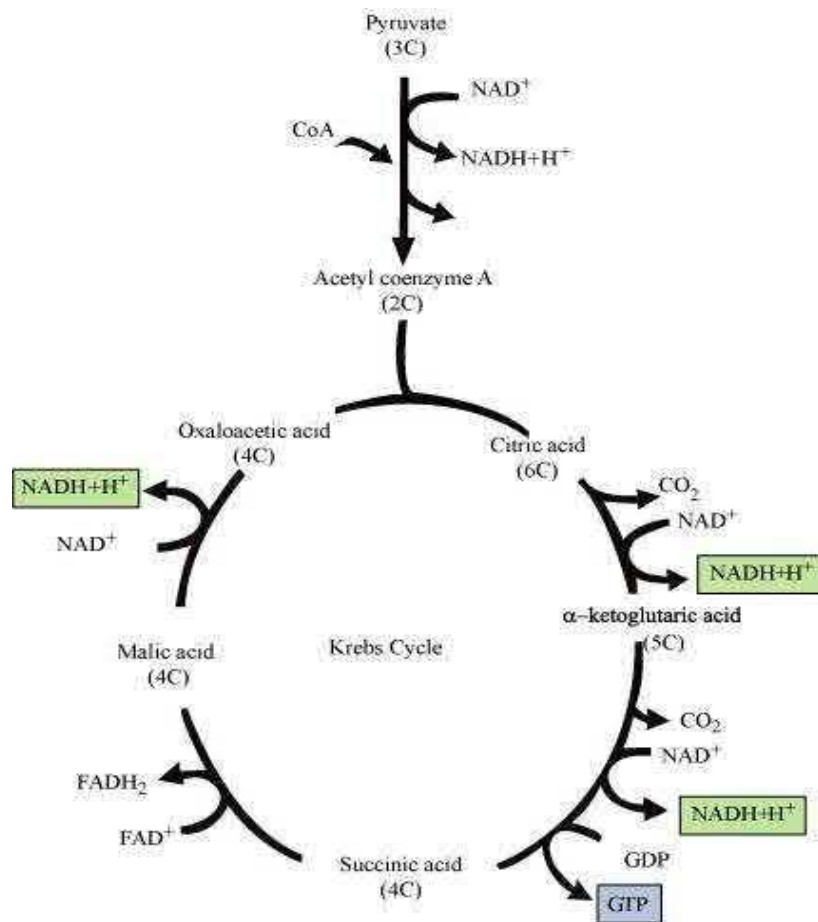 Pyruvate
(3C)
NAD⁺
CoA
NADH+H⁺
Acetyl coenzyme A
(2C)
Oxaloacetic acid
(4C)
Citric acid
(6C)
NADH+H⁺
NAD⁺
CO₂
NAD⁺
NADH+H⁺
α-ketoglutaric acid
(5C)
Krebs Cycle
Malic acid
(4C)
CO₂
NAD⁺
NADH+H⁺
FADH₂
FAD⁺
GDP
GTP
Succinic acid
(4C)